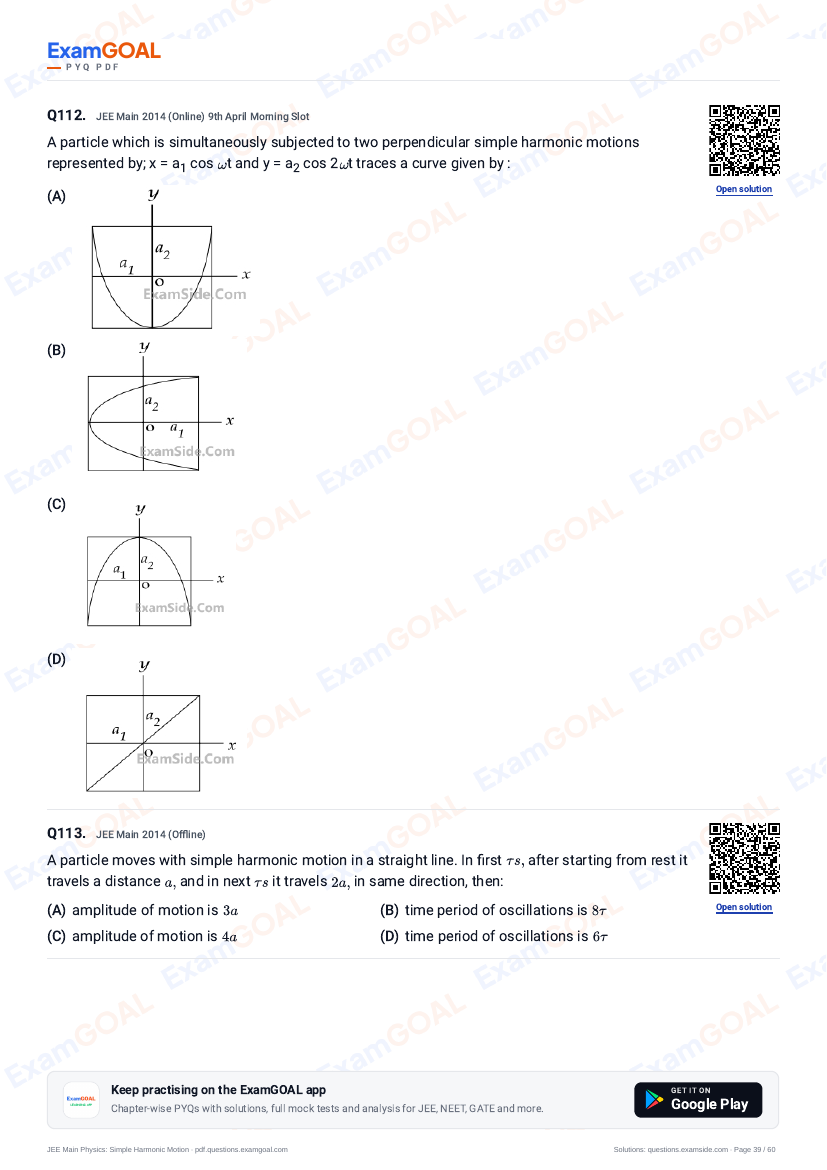 ExamGOAL
PYQ PDF
Q112. JEE Main 2014 (Online) 9th April Morning Slot
A particle which is simultaneously subjected to two perpendicular simple harmonic motions
represented by; x = a₁ cos ωt and y = a₂ cos 2ωt traces a curve given by :
Open solution
(A)
y
a₂
a₁
x
O
ExamSide.Com
(B)
y
a₂
x
O a₁
ExamSide.Com
(C)
y
a₂
a₁
x
O
ExamSide.Com
(D)
y
a₂
a₁
x
O
ExamSide.Com
Q113. JEE Main 2014 (Offline)
A particle moves with simple harmonic motion in a straight line. In first τs, after starting from rest it
travels a distance a, and in next τs it travels 2a, in same direction, then:
Open solution
(A) amplitude of motion is 3a (B) time period of oscillations is 8τ
(C) amplitude of motion is 4a (D) time period of oscillations is 6τ
ExamGOAL
Keep practising on the ExamGOAL app
Chapter-wise PYQs with solutions, full mock tests and analysis for JEE, NEET, GATE and more.
GET IT ON
Google Play
JEE Main Physics: Simple Harmonic Motion · pdf.questions.examgoal.com Solutions: questions.examside.com · Page 39 / 60